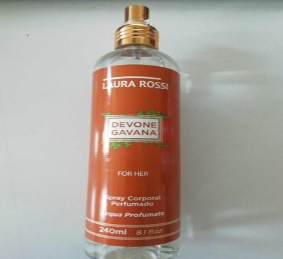 LAURA ROSSI
DEVONE
GAVANA
FOR HER
Spray Corporal
Perfumado
Acqua Profumata
240ml 8.1 fl oz